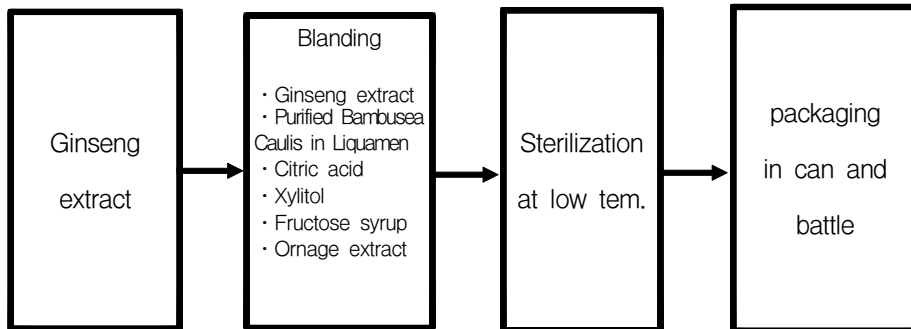 Ginseng
extract
Blanding
· Ginseng extract
· Purified Bambusea
Caulis in Liquamen
· Citric acid
· Xylitol
· Fructose syrup
· Ornage extract
Sterilization
at low tem.
packaging
in can and
battle